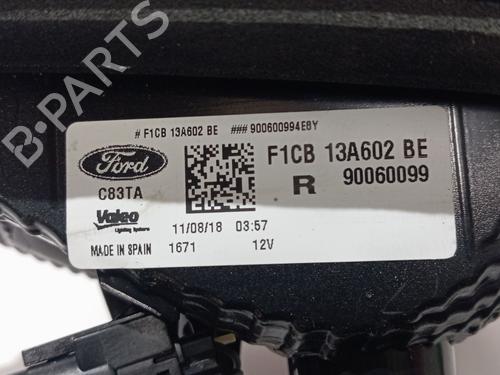 # F1CB 13A602 BE ### 900600994EBY
Ford
F1CB 13A602 BE
C83TA
R 90060099
Valeo
Lighting Systems
11/08/18 03:57
MADE IN SPAIN 1671 12V
B-PARTS